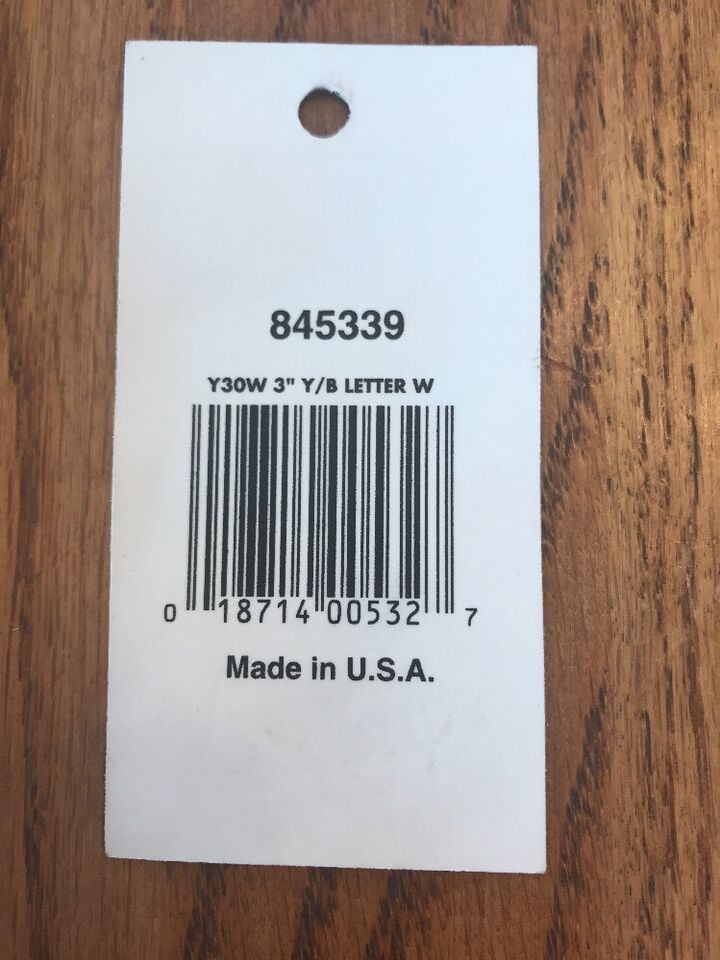 845339
Y30W 3" Y/B LETTER W
0 18714 00532 7
Made in U.S.A.